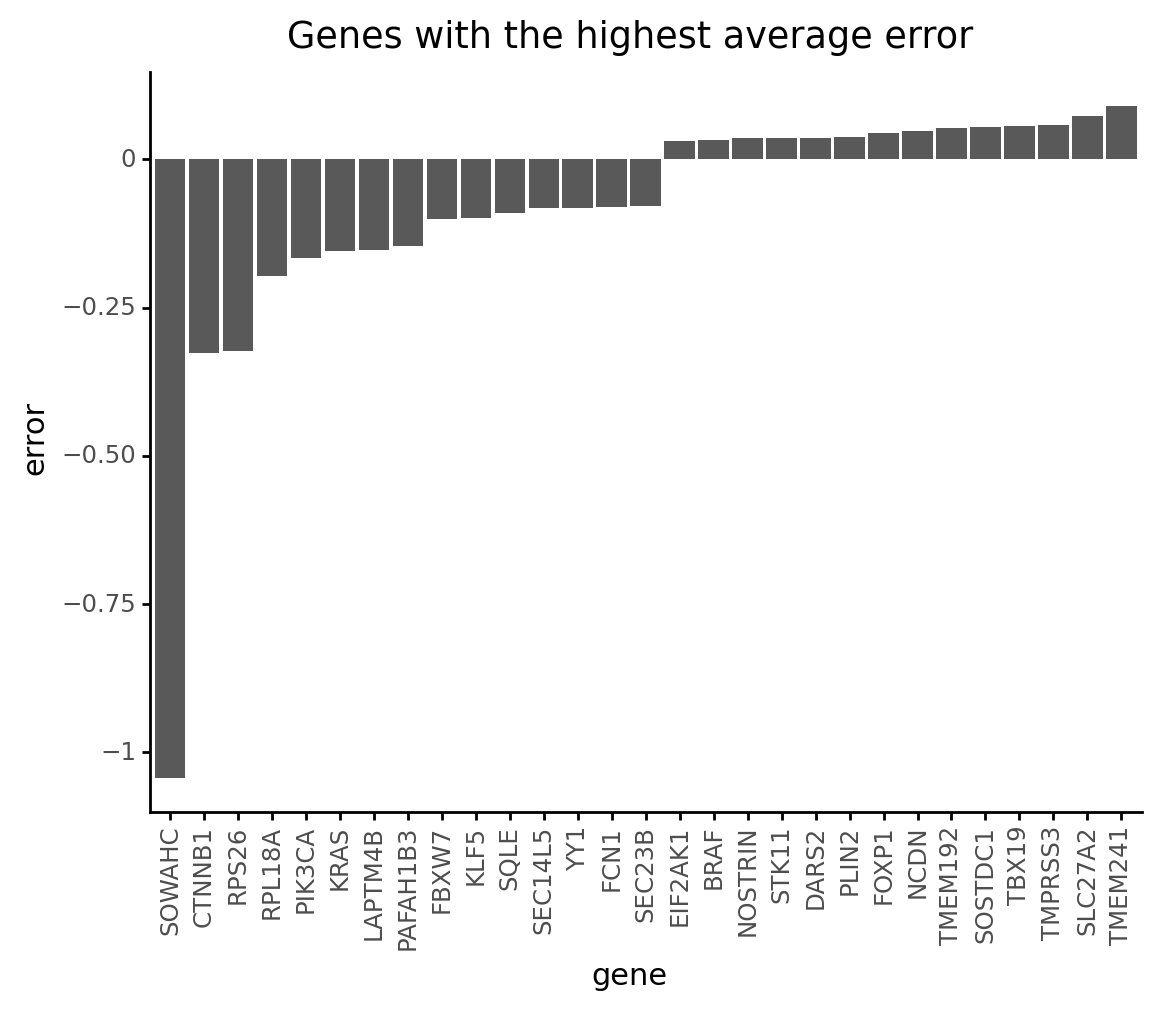 Genes with the highest average error
0
−0.25
−0.50
−0.75
−1
error
SOWAHC
CTNNB1
RPS26
RPL18A
PIK3CA
KRAS
LAPTM4B
PAFAH1B3
FBXW7
KLF5
SQLE
SEC14L5
YY1
FCN1
SEC23B
EIF2AK1
BRAF
NOSTRIN
STK11
DARS2
PLIN2
FOXP1
NCDN
TMEM192
SOSTDC1
TBX19
TMPRSS3
SLC27A2
TMEM241
gene